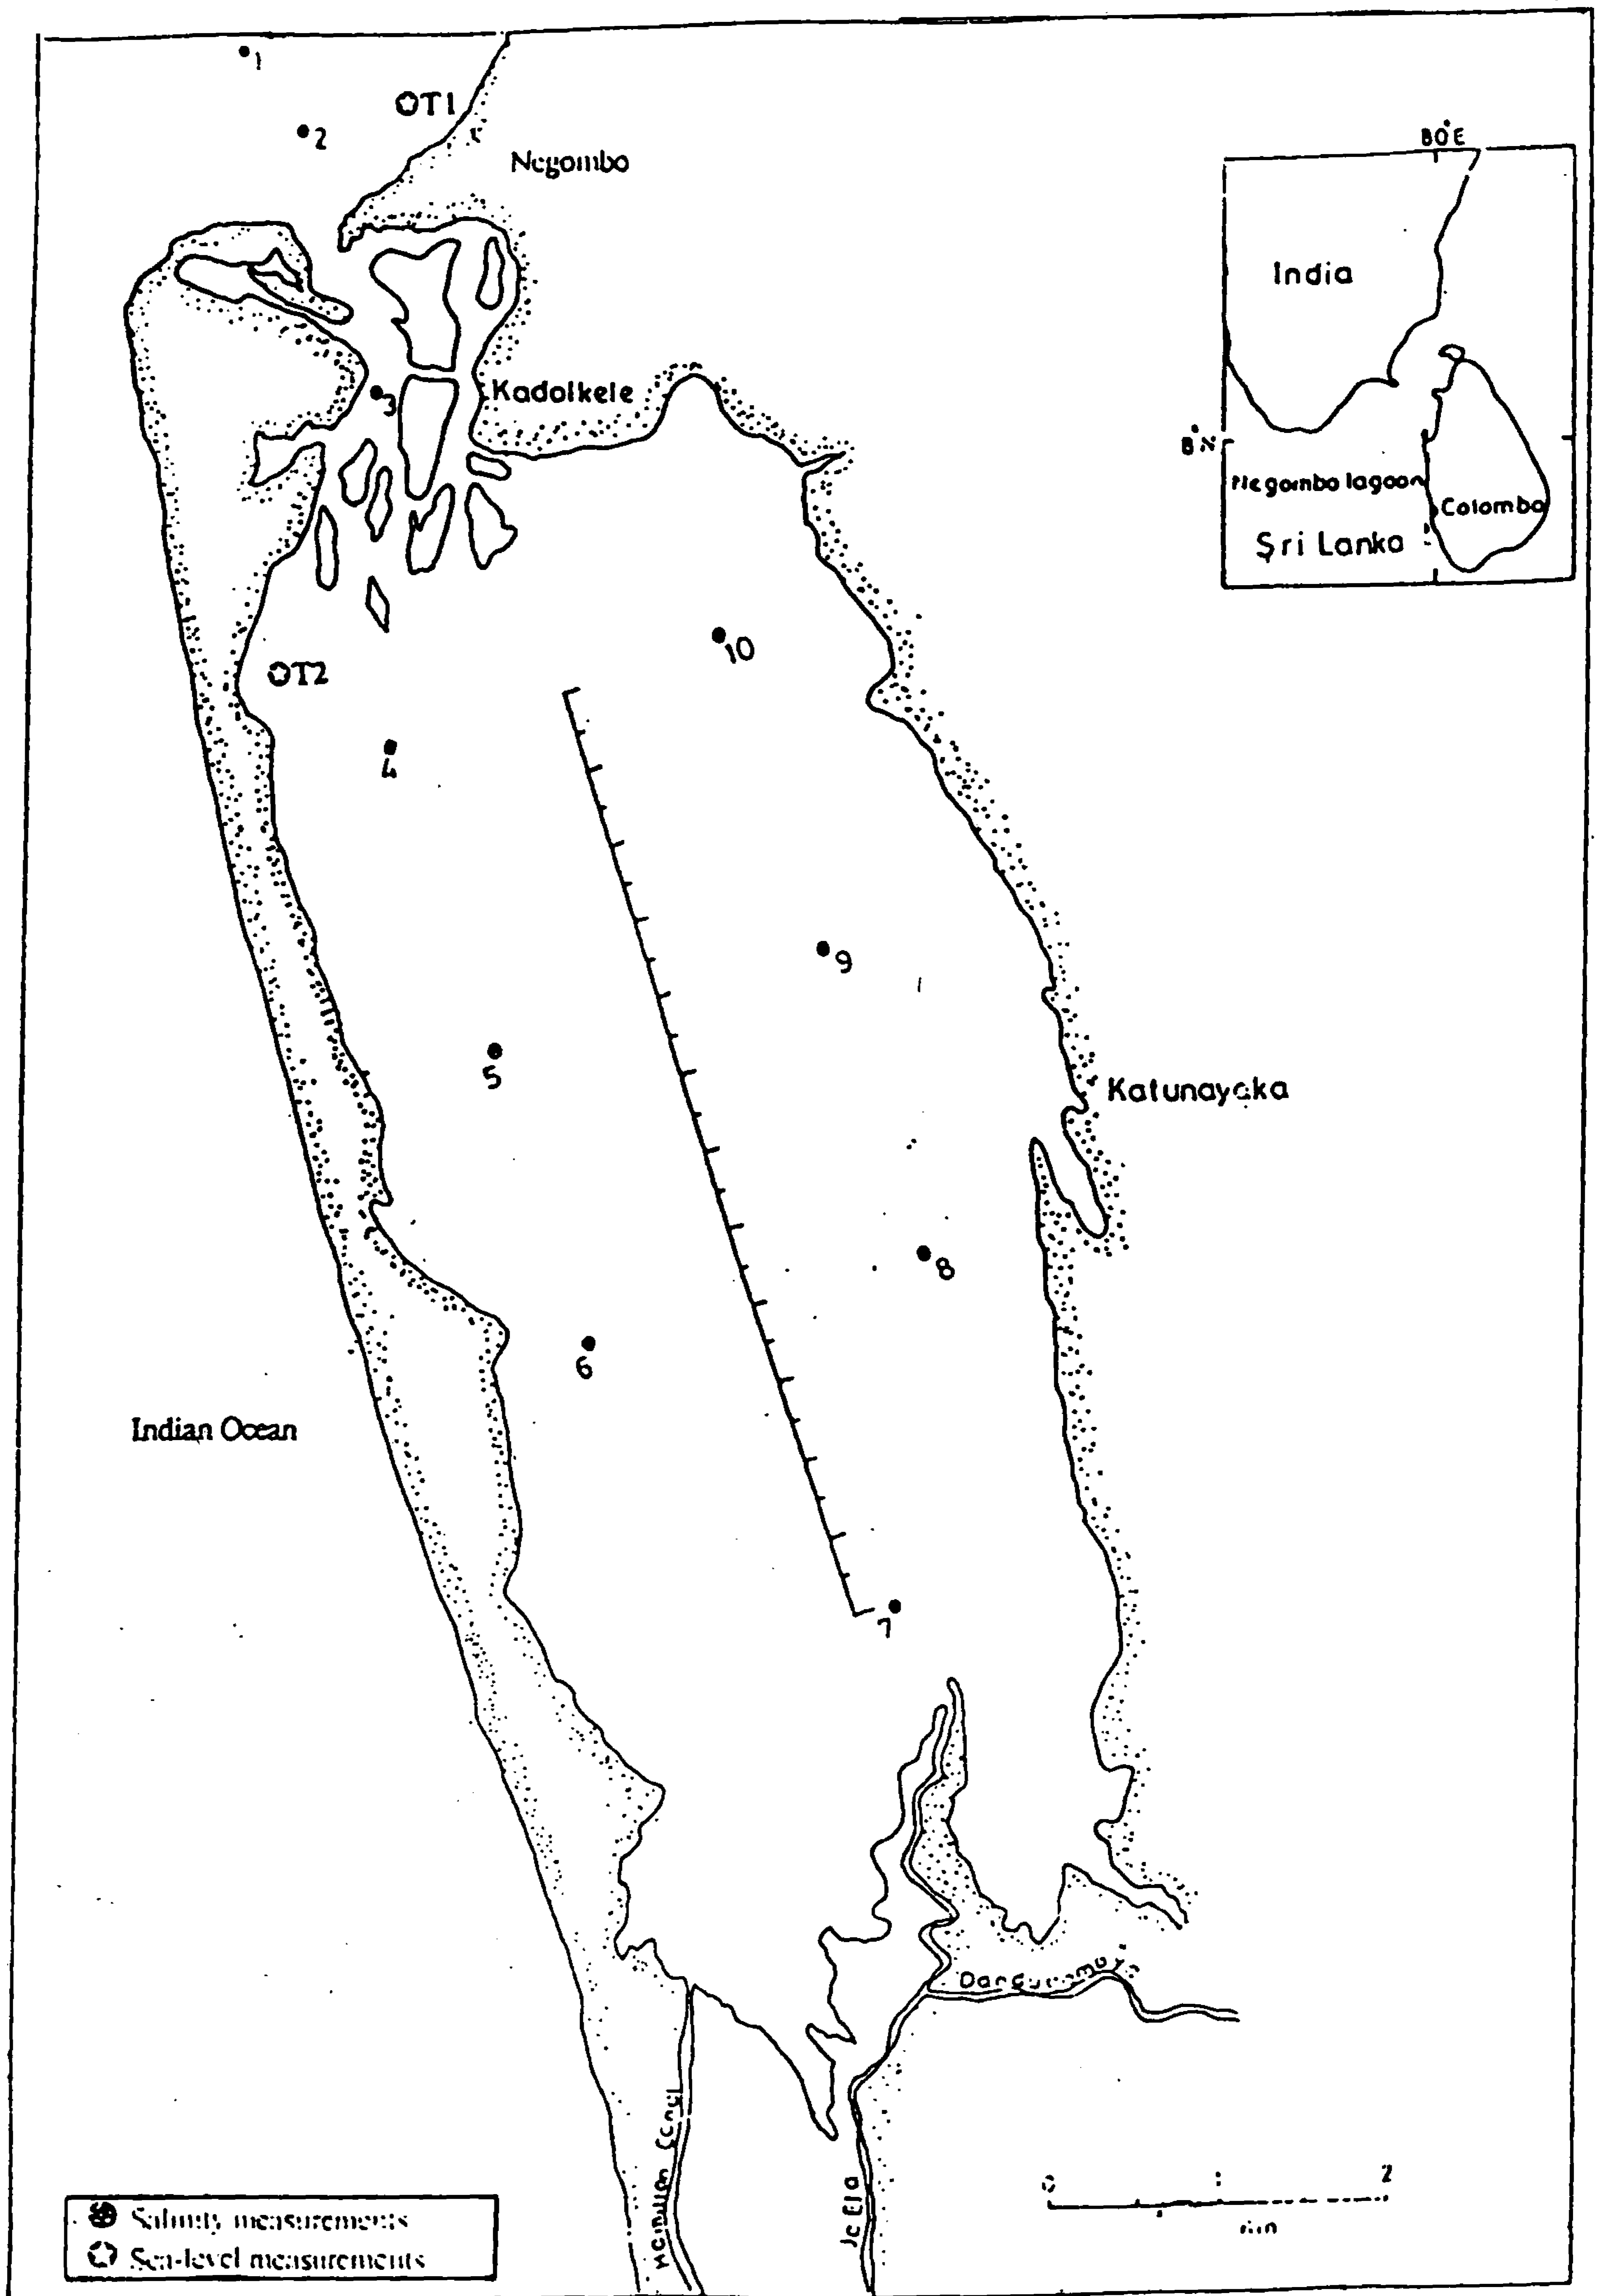 1
OT1
2
Negombo
80°E
India
8°N
Negombo lagoon
Colombo
Sri Lanka
3
Kadolkele
10
OT2
4
9
5
Katunayaka
8
6
Indian Ocean
7
Dandugamoya
Hamilton Canal
Ja Ela
0
2
km
Salinity measurements
Sea-level measurements